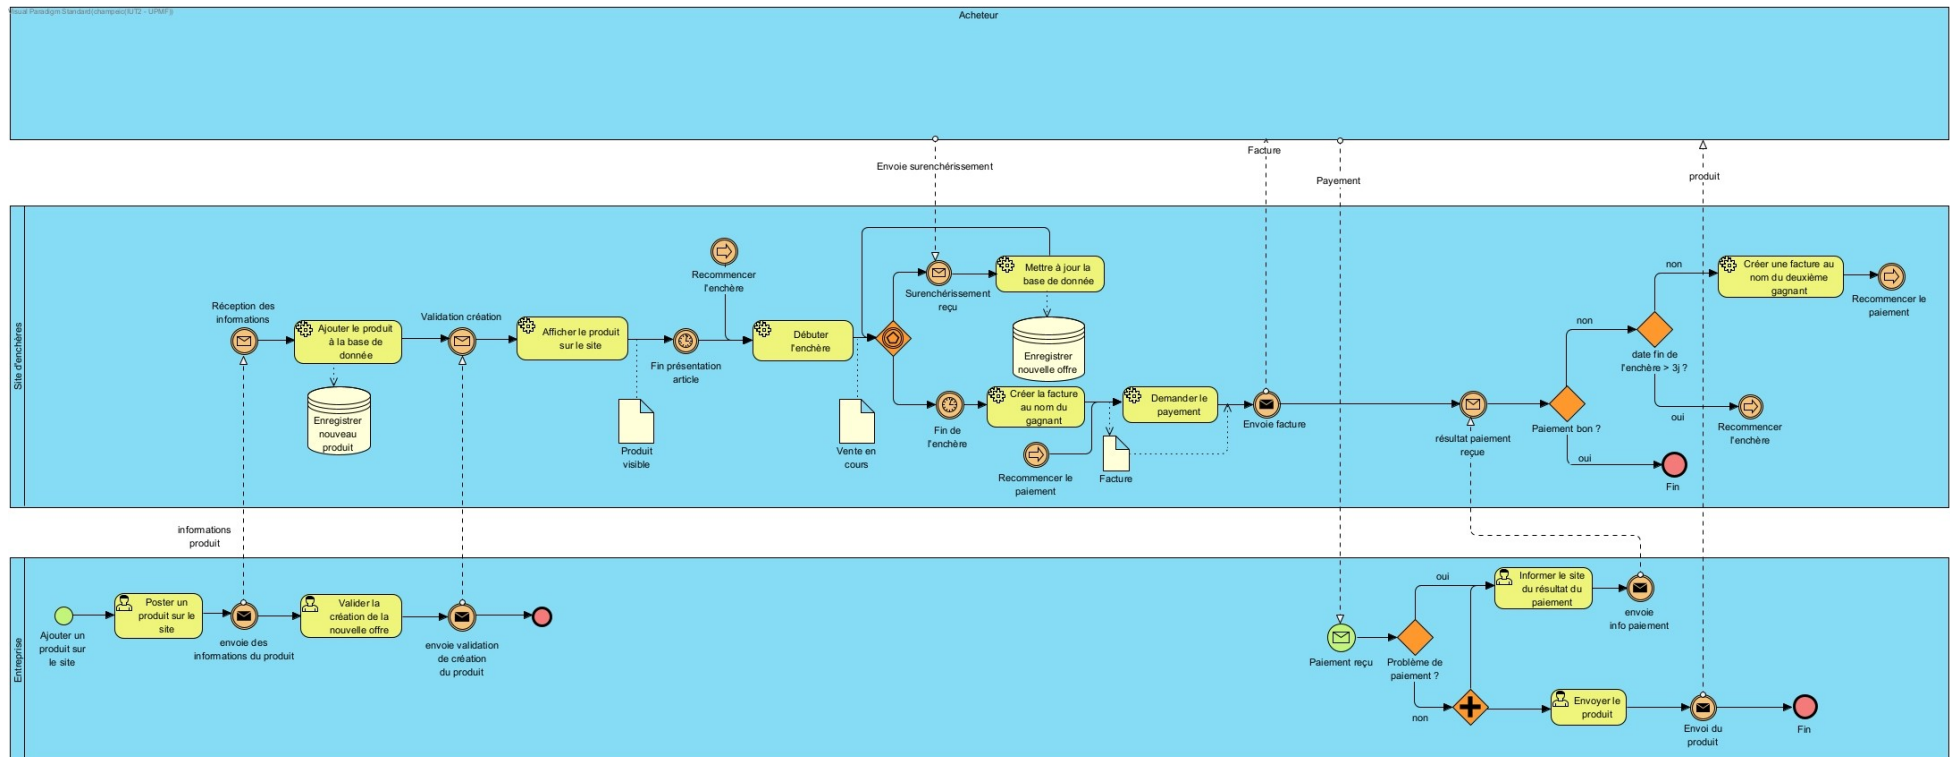 Visual Paradigm Standard(champeic(IUT2 - UPMF))
Acheteur
Envoie surenchérissement
Facture
Payement
produit
Site d'enchères
Réception des
informations
Ajouter le produit
à la base de
donnée
Enregistrer
nouveau
produit
Validation création
Afficher le produit
sur le site
Produit
visible
Fin présentation
article
Recommencer
l'enchère
Débuter
l'enchère
Vente en
cours
Surenchérissement
reçu
Mettre à jour la
base de donnée
Enregistrer
nouvelle offre
Fin de
l'enchère
Créer la facture
au nom du
gagnant
Recommencer le
paiement
Demander le
payement
Facture
Envoie facture
résultat paiement
reçue
Paiement bon ?
non
oui
Fin
date fin de
l'enchère > 3j ?
non
oui
Créer une facture au
nom du deuxième
gagnant
Recommencer le
paiement
Recommencer
l'enchère
informations
produit
Entreprise
Ajouter un
produit sur
le site
Poster un
produit sur le
site
envoie des
informations du produit
Valider la
création de la
nouvelle offre
envoie validation
de création
du produit
Paiement reçu
Problème de
paiement ?
oui
non
Informer le site
du résultat du
paiement
envoie
info paiement
Envoyer le
produit
Envoi du
produit
Fin